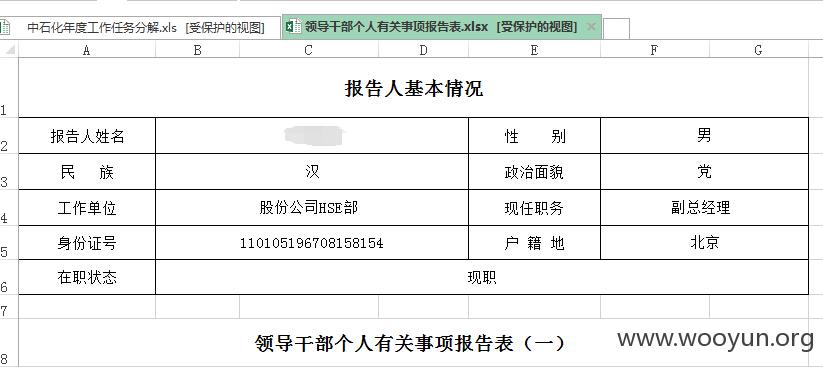 中石化年度工作任务分解.xls [受保护的视图] 领导干部个人有关事项报告表.xlsx [受保护的视图]
A B C D E F G
1 报告人基本情况
2 报告人姓名 性 别 男
3 民 族 汉 政治面貌 党
4 工作单位 股份公司HSE部 现任职务 副总经理
5 身份证号 110105196708158154 户 籍 地 北京
6 在职状态 现职
7
8 领导干部个人有关事项报告表（一）
www.wooyun.org